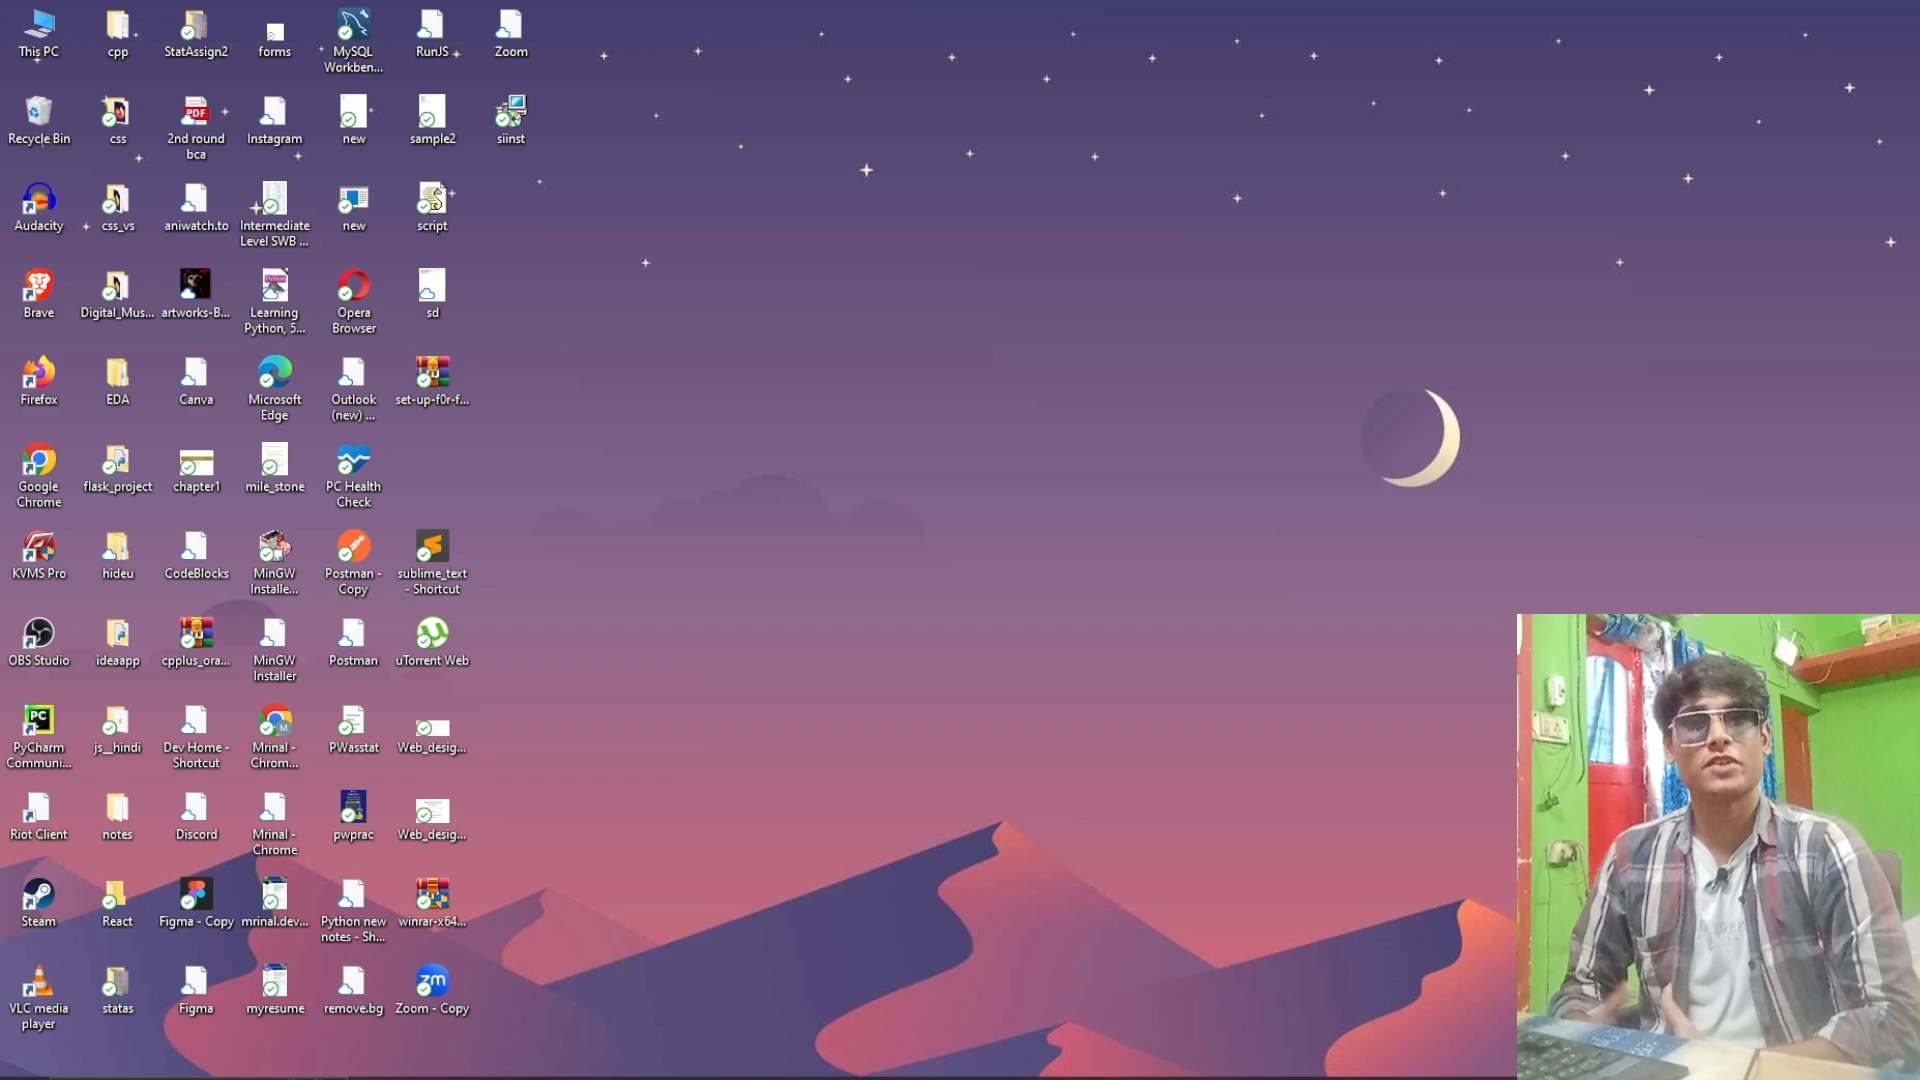 This PC
cpp
StatAssign2
forms
MySQL
Workben...
RunJS
Zoom
Recycle Bin
css
PDF
2nd round
bca
Instagram
new
sample2
siinst
Audacity
css_vs
aniwatch.to
Intermediate
Level SWB ...
new
script
Brave
Digital_Mus...
artworks-B...
Learning
Python, 5...
Opera
Browser
sd
Firefox
EDA
Canva
Microsoft
Edge
Outlook
(new) ...
set-up-f0r-f...
Google
Chrome
flask_project
chapter1
mile_stone
PC Health
Check
KVMS Pro
hideu
CodeBlocks
MinGW
Installe...
Postman -
Copy
sublime_text
- Shortcut
OBS Studio
ideaapp
cpplus_ora...
MinGW
Installer
Postman
uTorrent Web
PC
PyCharm
Communi...
js__hindi
Dev Home -
Shortcut
M
Mrinal -
Chrom...
PWasstat
Web_desig...
Riot Client
notes
Discord
Mrinal -
Chrome
pwprac
Web_desig...
Steam
React
Figma - Copy
mrinal.dev...
Python new
notes - Sh...
winrar-x64...
VLC media
player
statas
Figma
myresume
remove.bg
zm
Zoom - Copy